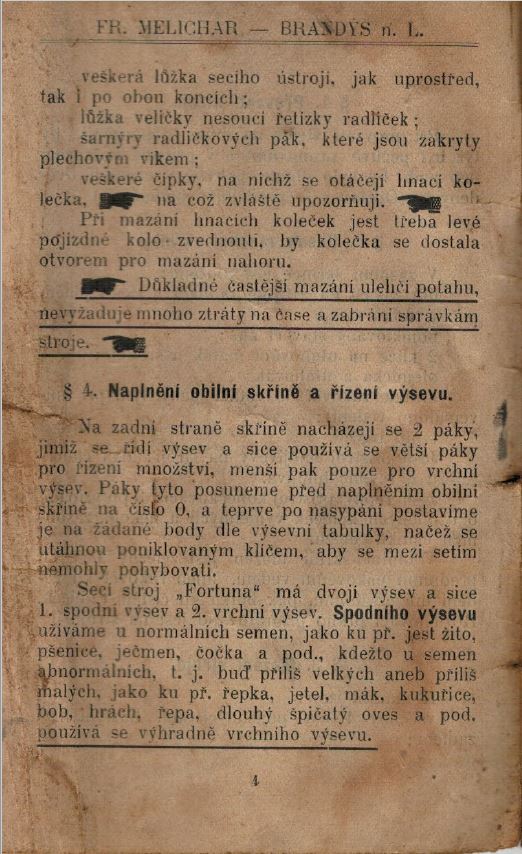 FR. MELICHAR — BRANDÝS n. L.
veškerá lůžka secího ústrojí, jak uprostřed,
tak i po obou koncích;
lůžka veličky nesoucí řetízky radliček;
šarnýry radličkových pák, které jsou zakryty
plechovým víkem;
veškeré čípky, na nichž se otáčejí hnací ko-
lečka, na což zvláště upozorňuji.
Při mazání hnacích koleček jest třeba levé
pojízdné kolo zvednouti, by kolečka se dostala
otvorem pro mazání nahoru.
Důkladné častější mazání ulehčí potahu,
nevyžaduje mnoho ztráty na čase a zabrání správkám
stroje.
§ 4. Naplnění obilní skříně a řízení výsevu.
Na zadní straně skříně nacházejí se 2 páky,
jimiž se řídí výsev a sice používá se větší páky
pro řízení množství, menší pak pouze pro vrchní
výsev. Páky tyto posuneme před naplněním obilní
skříně na číslo 0, a teprve po nasypání postavíme
je na žádané body dle výsevní tabulky, načež se
utáhnou poniklovaným klíčem, aby se mezi setím
nemohly pohybovati.
Secí stroj „Fortuna“ má dvojí výsev a sice
1. spodní výsev a 2. vrchní výsev. Spodního výsevu
užíváme u normálních semen, jako ku př. jest žito,
pšenice, ječmen, čočka a pod., kdežto u semen
abnormálních, t. j. buď příliš velkých aneb příliš
malých, jako ku př. řepka, jetel, mák, kukuřice,
bob, hrách, řepa, dlouhý špičatý oves a pod.
používá se výhradně vrchního výsevu.
4